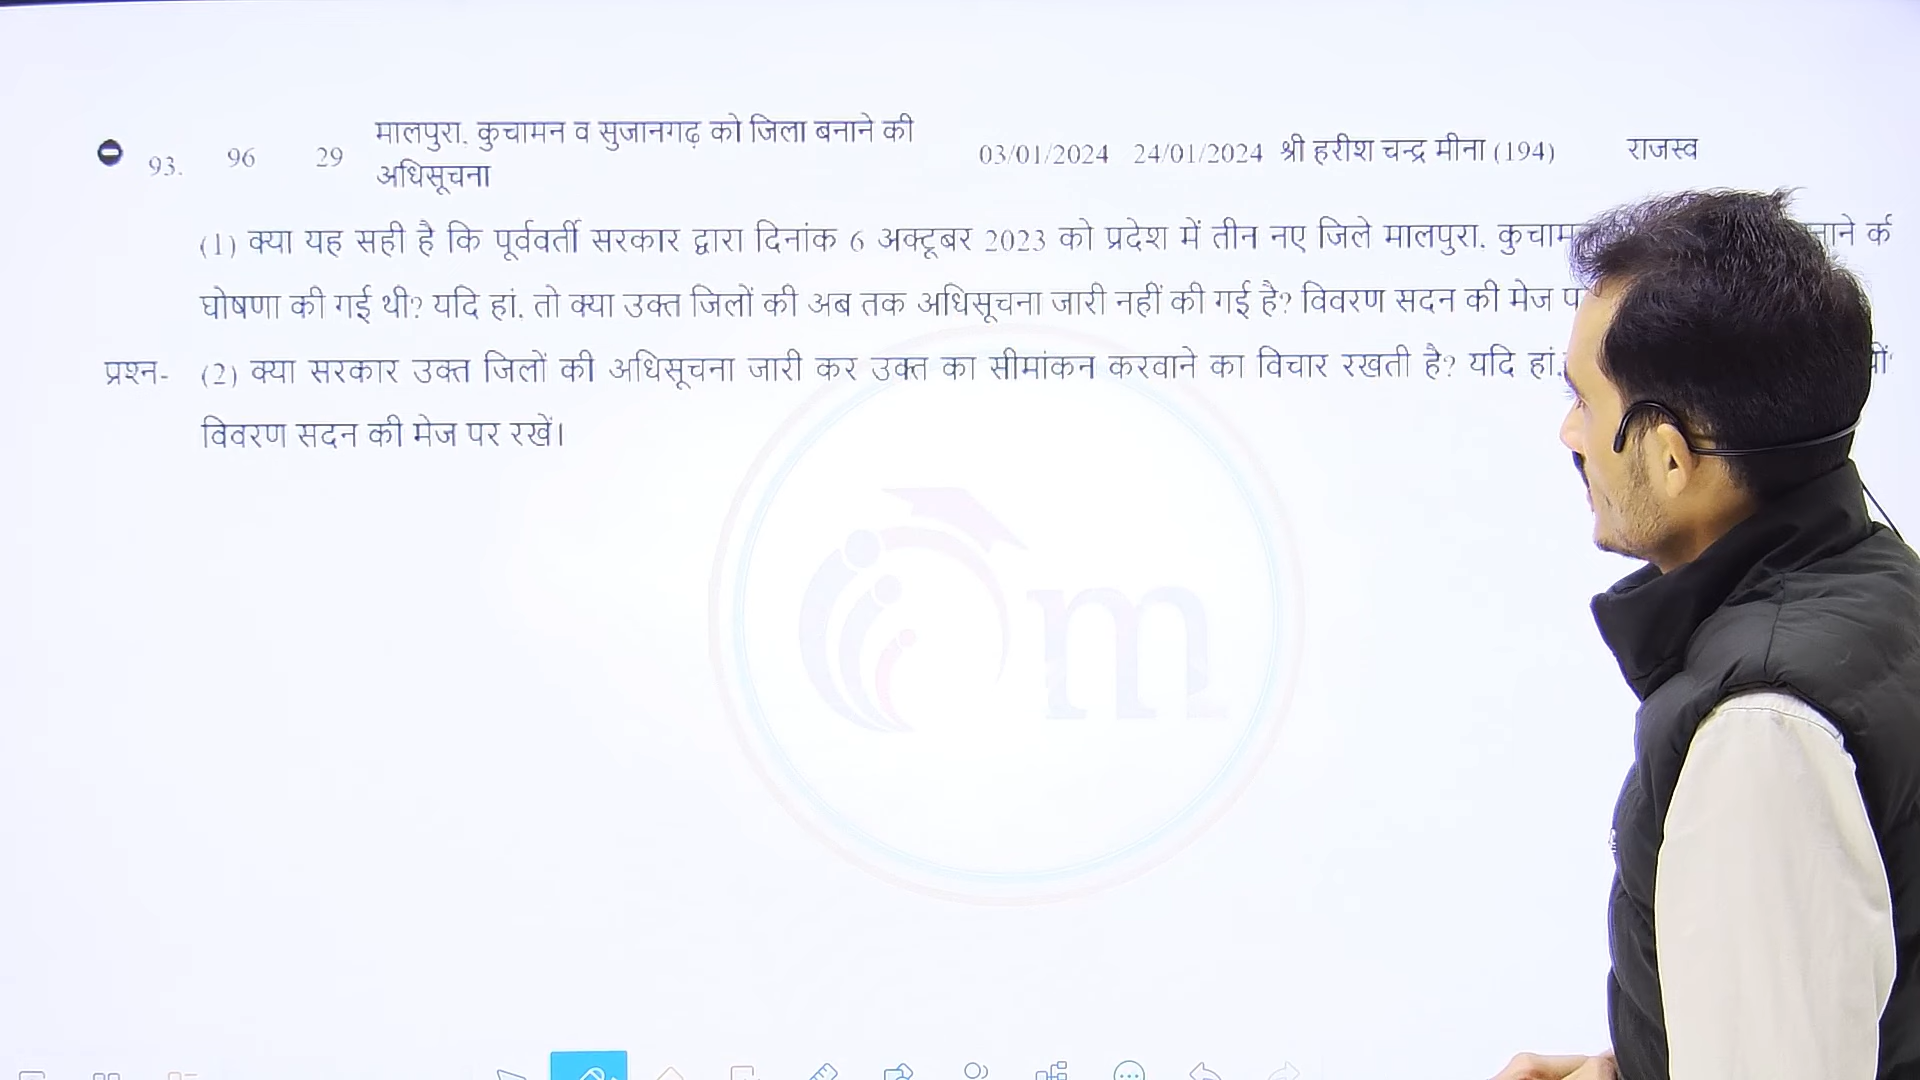 मालपुरा, कुचामन व सुजानगढ़ को जिला बनाने की
93. 96 29 03/01/2024 24/01/2024 श्री हरीश चन्द्र मीना (194) राजस्व
अधिसूचना
(1) क्या यह सही है कि पूर्ववर्ती सरकार द्वारा दिनांक 6 अक्टूबर 2023 को प्रदेश में तीन नए जिले मालपुरा,
घोषणा की गई थी? यदि हां, तो क्या उक्त जिलों की अब तक अधिसूचना जारी नहीं की गई है? विवरण सदन की मेज
प्रश्न- (2) क्या सरकार उक्त जिलों की अधिसूचना जारी कर उक्त का सीमांकन करवाने का विचार रखती है? यदि हां,
विवरण सदन की मेज पर रखें।
m